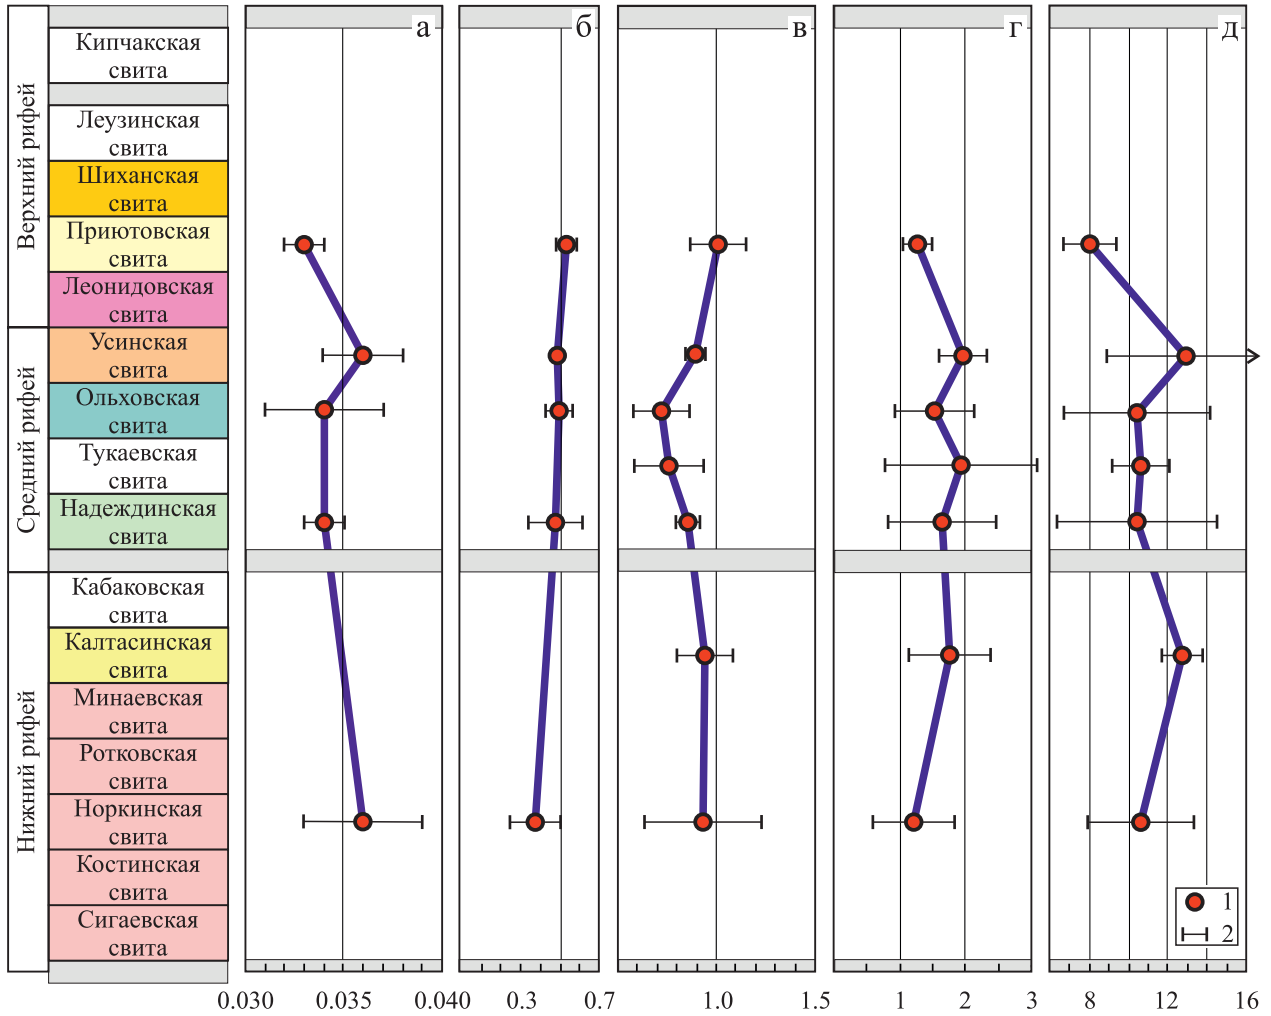 а б в г д
Верхний рифей
Кипчакская
свита
Леузинская
свита
Шиханская
свита
Приютовская
свита
Леонидовская
свита
Средний рифей
Усинская
свита
Ольховская
свита
Тукаевская
свита
Надеждинская
свита
Нижний рифей
Кабаковская
свита
Калтасинская
свита
Минаевская
свита
Ротковская
свита
Норкинская
свита
Костинская
свита
Сигаевская
свита
1
2
0.030 0.035 0.040 0.3 0.7 1.0 1.5 1 2 3 8 12 16